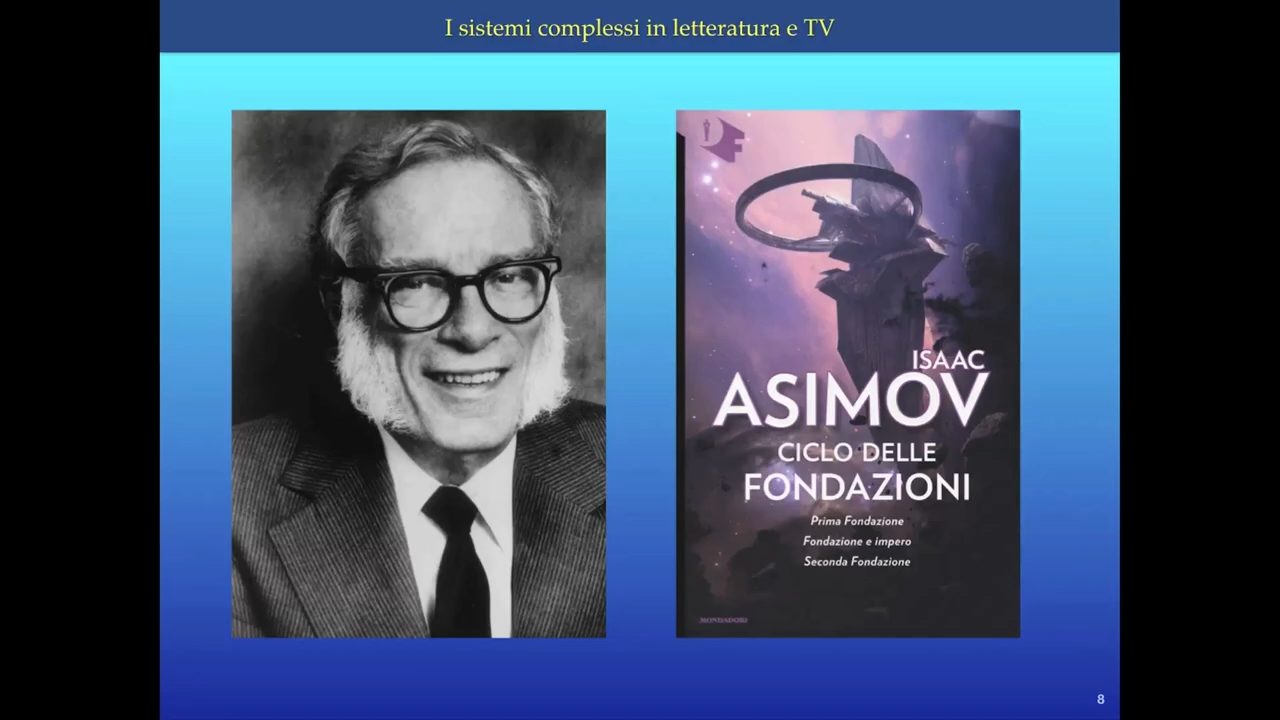 I sistemi complessi in letteratura e TV
ISAAC
ASIMOV
CICLO DELLE
FONDAZIONI
Prima Fondazione
Fondazione e impero
Seconda Fondazione
MONDADORI
8